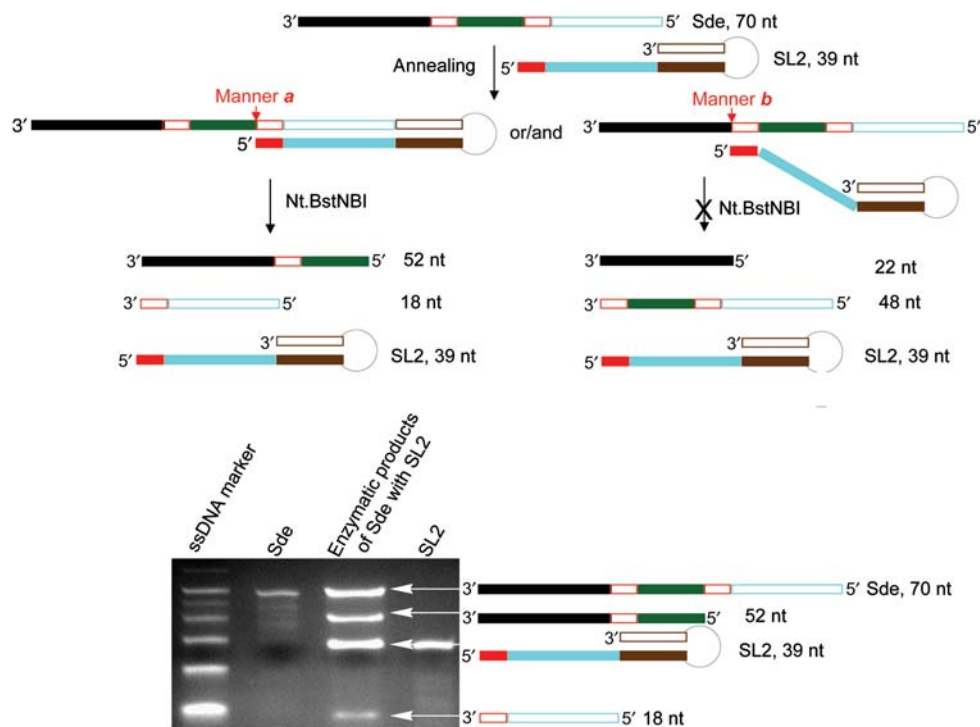 3′ 5′
Sde, 70 nt
3′
SL2, 39 nt
5′
Annealing
Manner a
Manner b
3′
5′
or/and
3′ 5′
5′
3′
Nt.BstNBI
X Nt.BstNBI
3′ 5′ 52 nt
3′ 5′ 22 nt
3′ 5′ 18 nt
3′ 5′ 48 nt
3′
5′ SL2, 39 nt
3′
5′ SL2, 39 nt
ssDNA marker
Sde
Enzymatic products
of Sde with SL2
SL2
3′ 5′ Sde, 70 nt
3′ 5′ 52 nt
3′
5′ SL2, 39 nt
3′ 5′ 18 nt